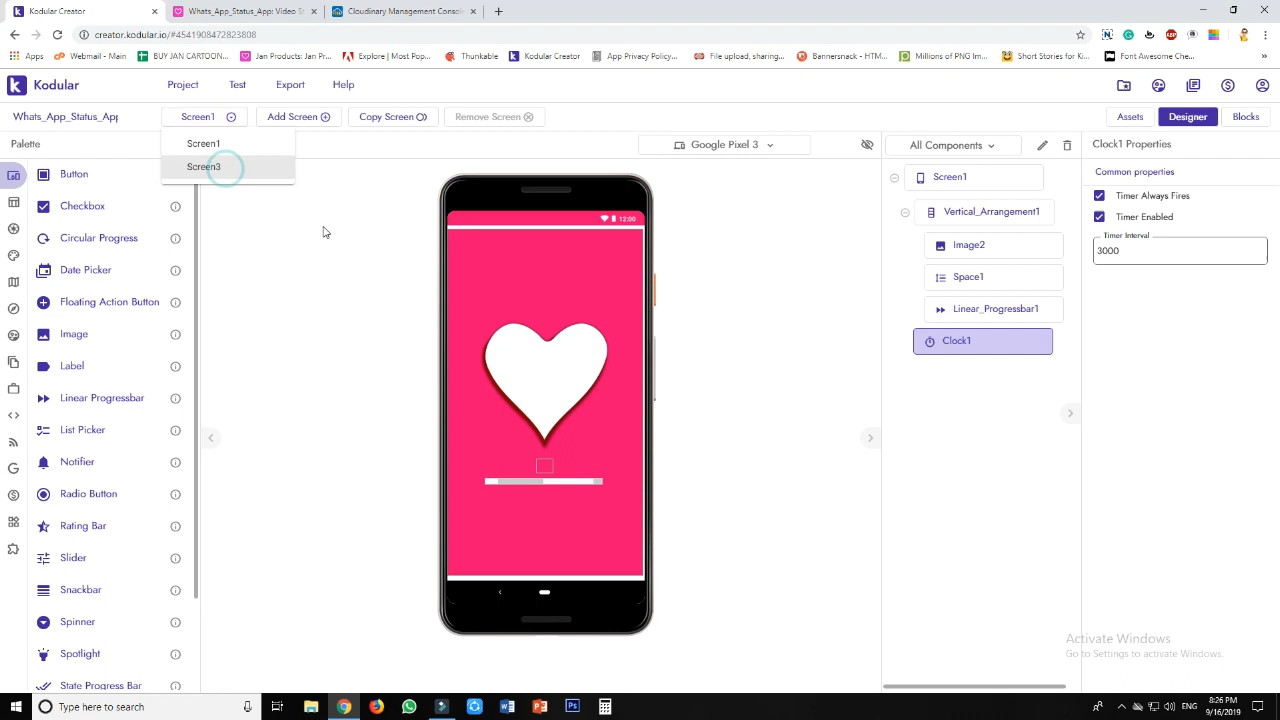 Kodular Creator
Whats_App_Status_App: Video St
Cloudinary Management Consol
creator.kodular.io/#4541908472823808
Apps
Webmail - Main
BUY JAN CARTOON...
Jan Products: Jan G...
Explore | Most Pop...
Thunkable
Kodular Creator
App Privacy Policy...
Bannersnack - HTM...
Millions of PNG Im...
Short Stories for Ki...
Font Awesome Che...
Kodular
Project
Test
Export
Help
Whats_App_Status_App
Screen1
Add Screen
Copy Screen
Remove Screen
Assets
Designer
Blocks
Palette
Screen1
Screen3
Google Pixel 3
All Components
Clock1 Properties
Button
Checkbox
Circular Progress
Date Picker
Floating Action Button
Image
Label
Linear Progressbar
List Picker
Notifier
Radio Button
Rating Bar
Slider
Snackbar
Spinner
Spotlight
State Progress Bar
12:00
Screen1
Vertical_Arrangement1
Image2
Space1
Linear_Progressbar1
Clock1
Common properties
Timer Always Fires
Timer Enabled
Timer Interval
3000
Activate Windows
Go to Settings to activate Windows.
Type here to search
ENG
8:26 PM
9/16/2019